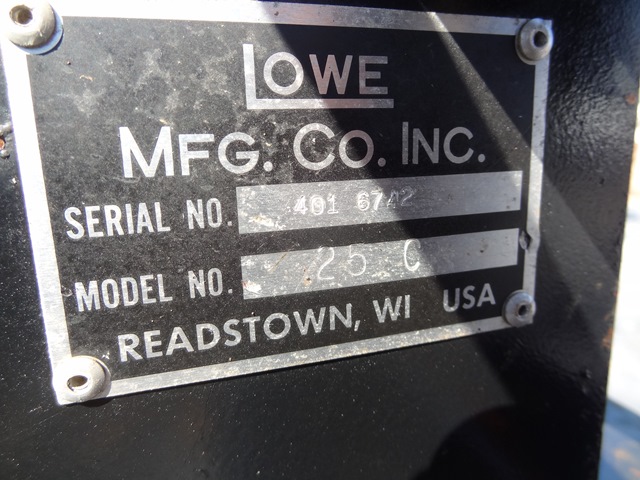 LOWE
MFG. CO. INC.
SERIAL NO. 401 6742
MODEL NO. 25 C
READSTOWN, WI USA